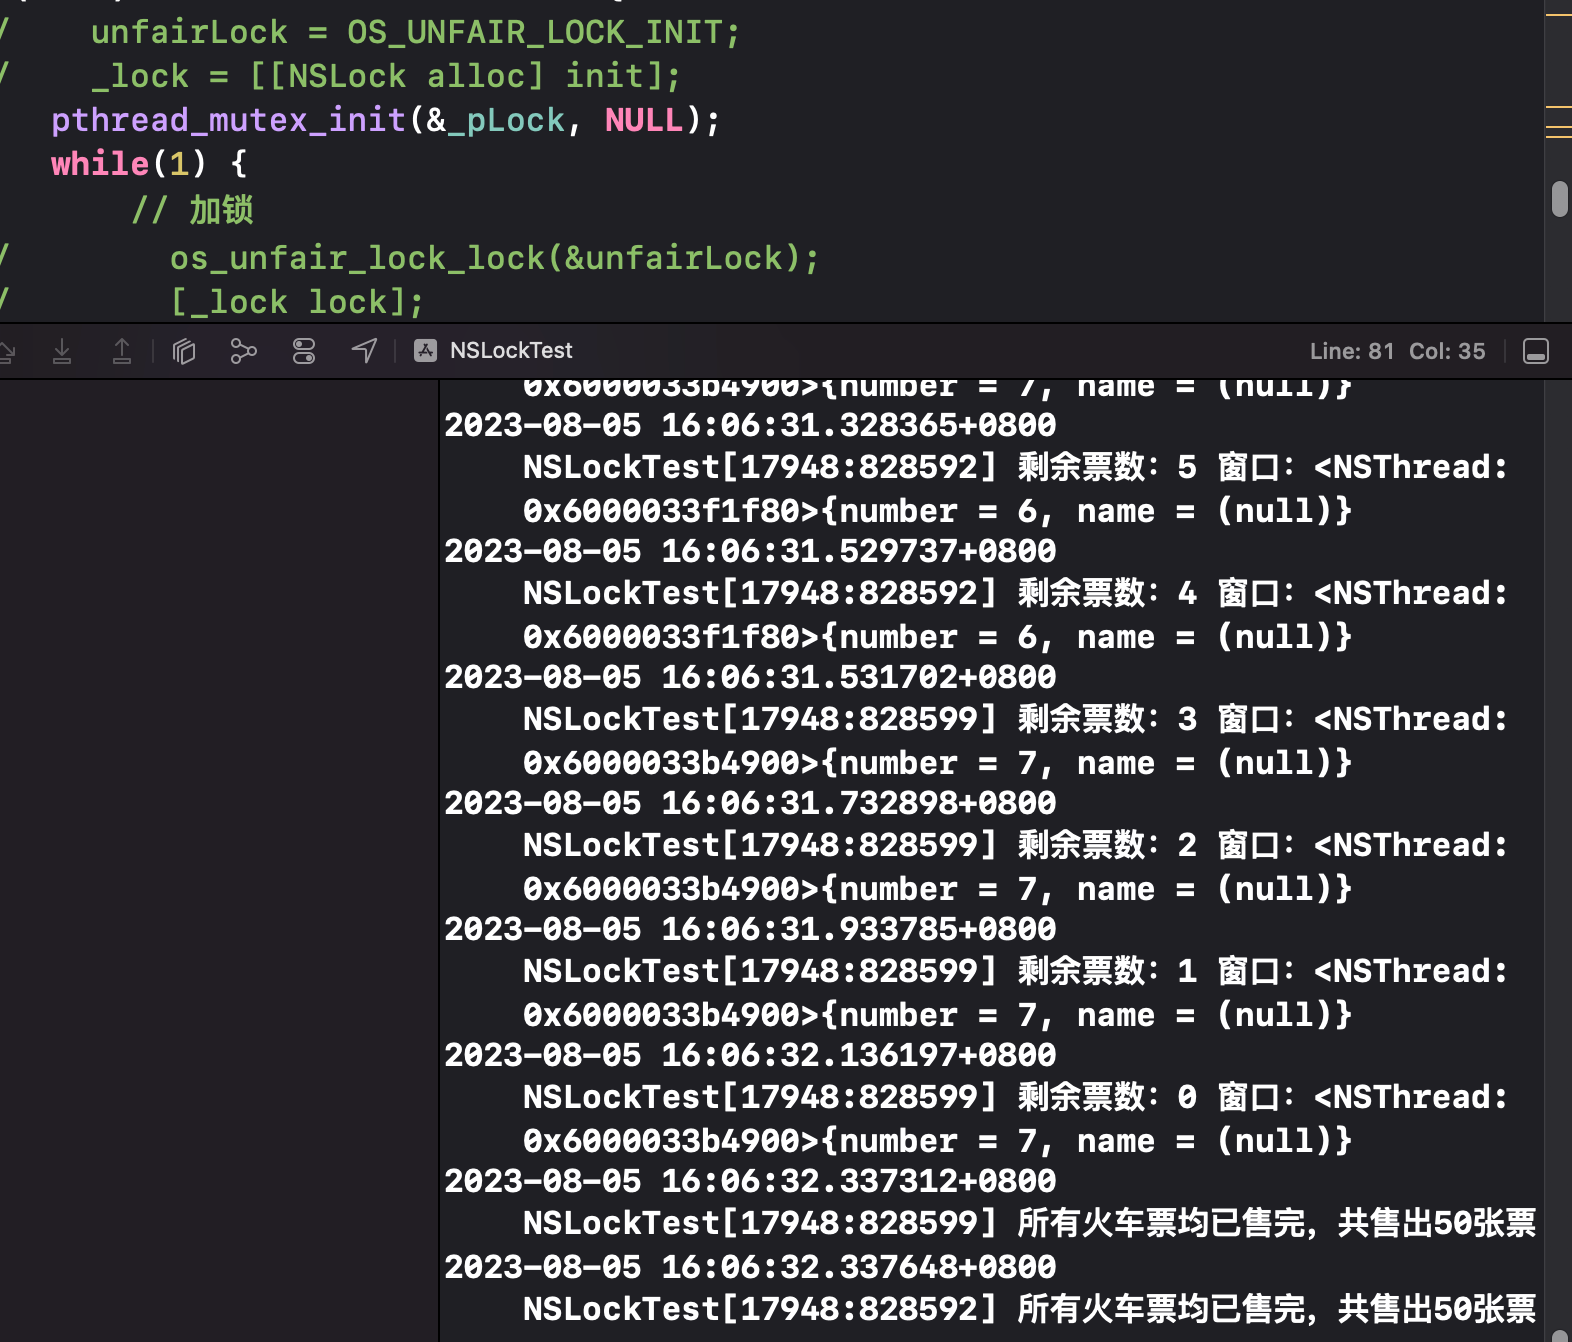 /    unfairLock = OS_UNFAIR_LOCK_INIT;
/    _lock = [[NSLock alloc] init];
pthread_mutex_init(&_pLock, NULL);
while(1) {
// 加锁
/        os_unfair_lock_lock(&unfairLock);
/        [_lock lock];
NSLockTest
Line: 81 Col: 35
0x6000033b4900>{number = 7, name = (null)}
2023-08-05 16:06:31.328365+0800
NSLockTest[17948:828592] 剩余票数：5 窗口：<NSThread:
0x6000033f1f80>{number = 6, name = (null)}
2023-08-05 16:06:31.529737+0800
NSLockTest[17948:828592] 剩余票数：4 窗口：<NSThread:
0x6000033f1f80>{number = 6, name = (null)}
2023-08-05 16:06:31.531702+0800
NSLockTest[17948:828599] 剩余票数：3 窗口：<NSThread:
0x6000033b4900>{number = 7, name = (null)}
2023-08-05 16:06:31.732898+0800
NSLockTest[17948:828599] 剩余票数：2 窗口：<NSThread:
0x6000033b4900>{number = 7, name = (null)}
2023-08-05 16:06:31.933785+0800
NSLockTest[17948:828599] 剩余票数：1 窗口：<NSThread:
0x6000033b4900>{number = 7, name = (null)}
2023-08-05 16:06:32.136197+0800
NSLockTest[17948:828599] 剩余票数：0 窗口：<NSThread:
0x6000033b4900>{number = 7, name = (null)}
2023-08-05 16:06:32.337312+0800
NSLockTest[17948:828599] 所有火车票均已售完，共售出50张票
2023-08-05 16:06:32.337648+0800
NSLockTest[17948:828592] 所有火车票均已售完，共售出50张票